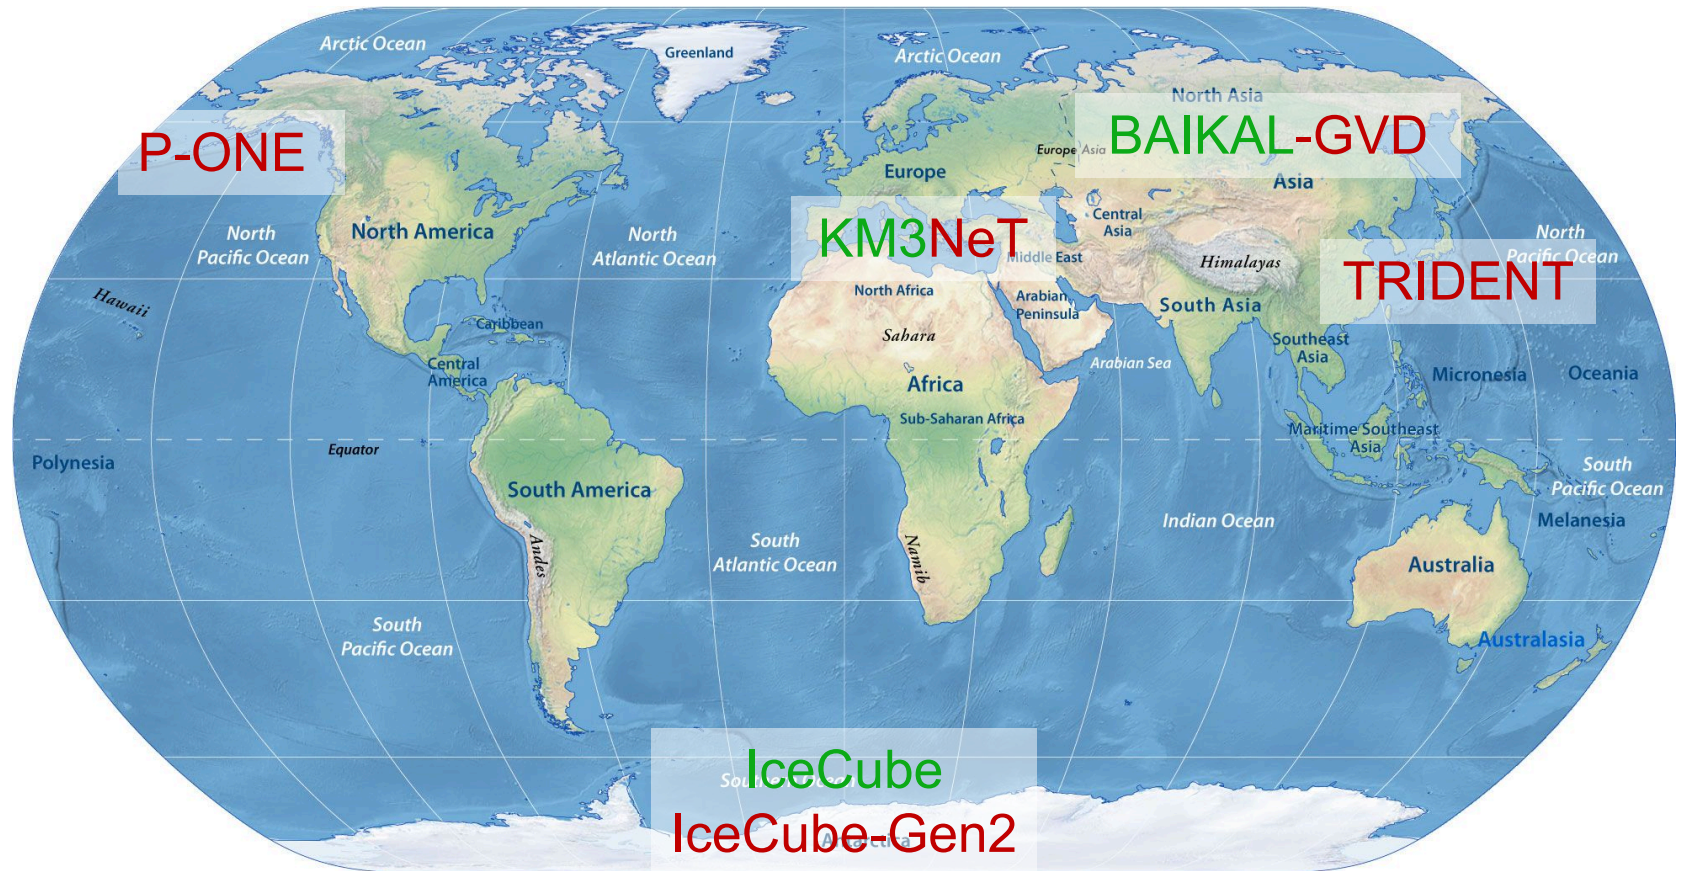 Arctic Ocean
Greenland
Arctic Ocean
North Asia
P-ONE
BAIKAL-GVD
Europe
Asia
Europe
Asia
KM3NeT
Central
Asia
North
Pacific Ocean
North America
North
Atlantic Ocean
Middle East
Himalayas
North
Pacific Ocean
TRIDENT
Hawaii
North Africa
Arabian
Peninsula
South Asia
Caribbean
Sahara
Southeast
Asia
Central
America
Africa
Arabian Sea
Micronesia
Oceania
Sub-Saharan Africa
Maritime Southeast
Asia
Equator
Polynesia
South
Pacific Ocean
South America
Indian Ocean
Melanesia
Andes
South
Atlantic Ocean
Namib
Australia
South
Pacific Ocean
Australasia
IceCube
Southern Ocean
IceCube-Gen2
Antarctica